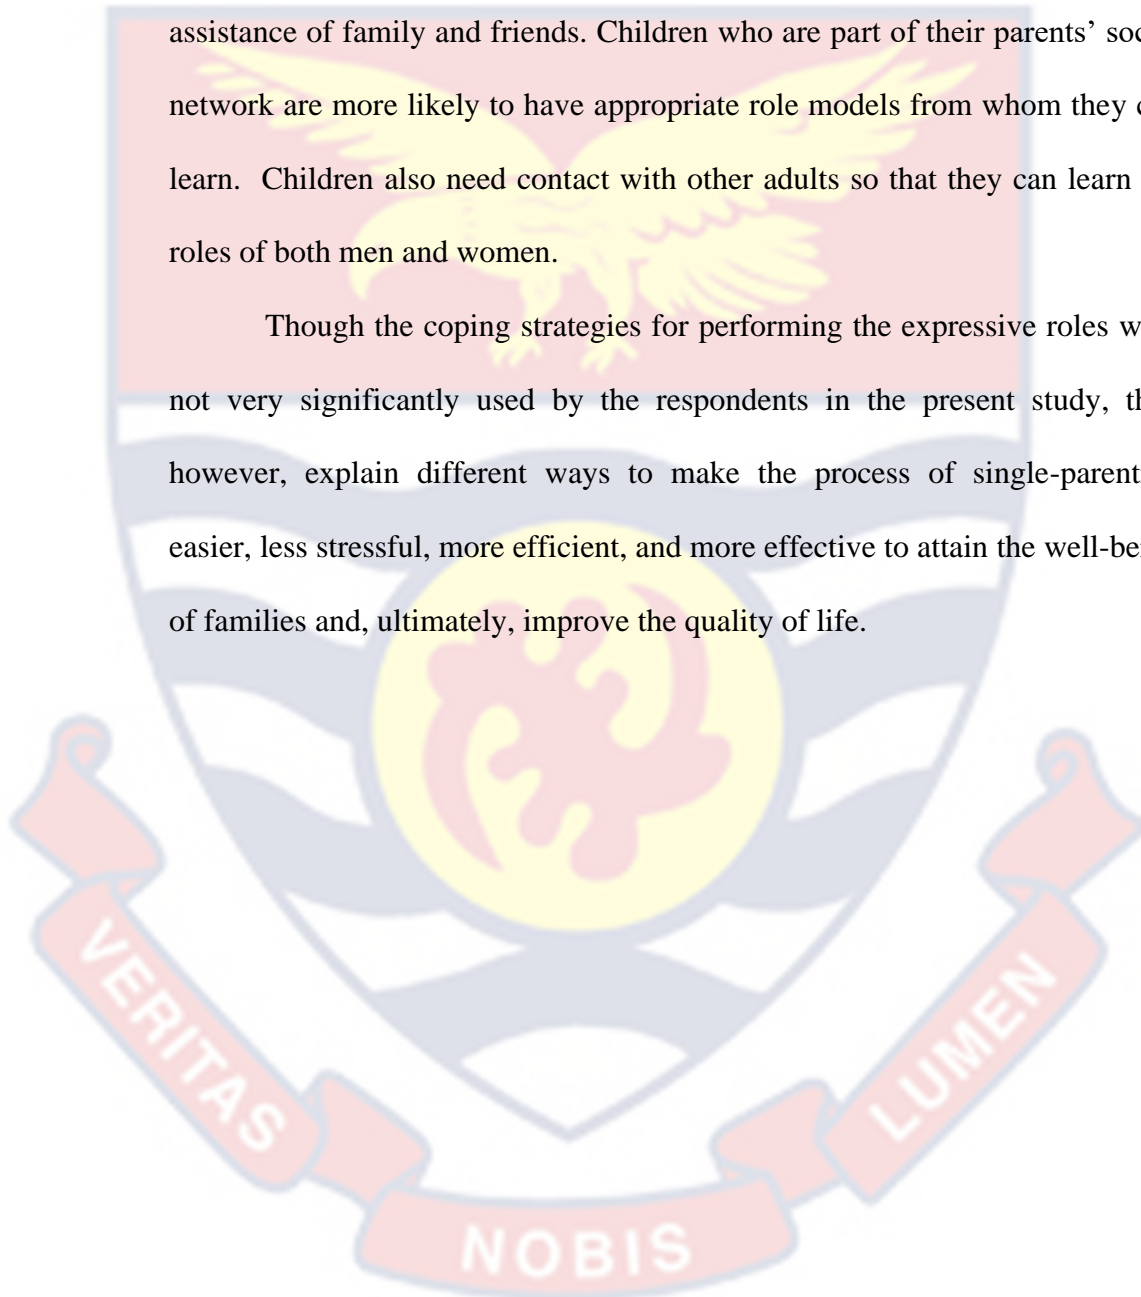 assistance of family and friends. Children who are part of their parents’ soc
network are more likely to have appropriate role models from whom they c
learn. Children also need contact with other adults so that they can learn
roles of both men and women.
Though the coping strategies for performing the expressive roles w
not very significantly used by the respondents in the present study, th
however, explain different ways to make the process of single-parent
easier, less stressful, more efficient, and more effective to attain the well-be
of families and, ultimately, improve the quality of life.
VERITAS
NOBIS
LUMEN